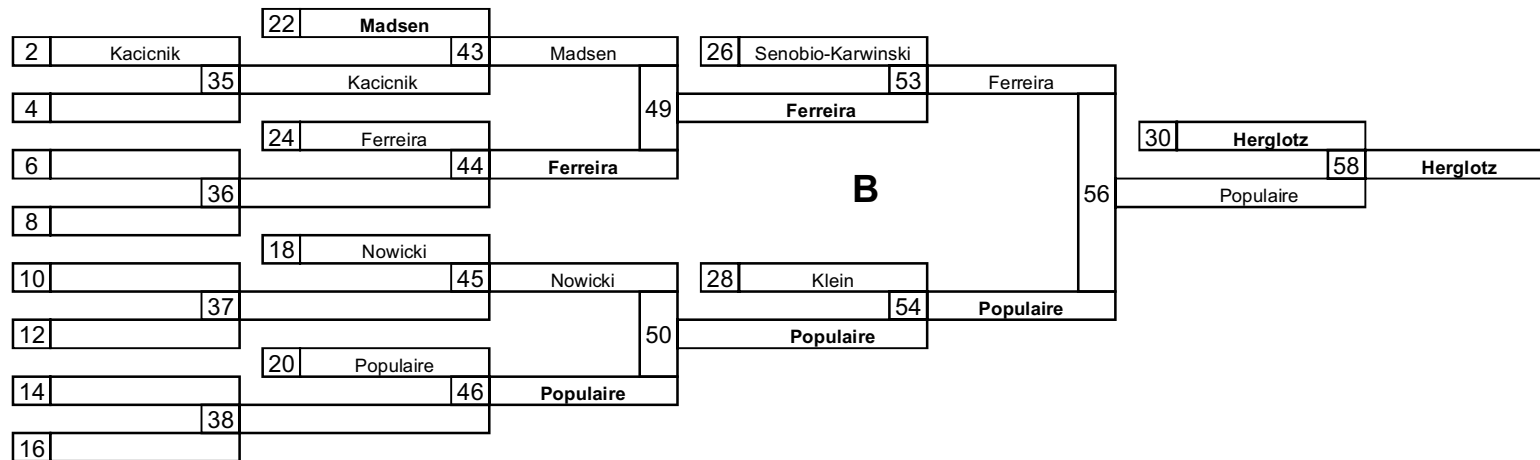 22 Madsen
2 Kacicnik 43 Madsen 26 Senobio-Karwinski
35 Kacicnik 53 Ferreira
4 49 Ferreira
24 Ferreira 30 Herglotz
6 44 Ferreira 58 Herglotz
36 B 56 Populaire
8
18 Nowicki
10 45 Nowicki 28 Klein
37 54 Populaire
12 50 Populaire
20 Populaire
14 46 Populaire
38
16